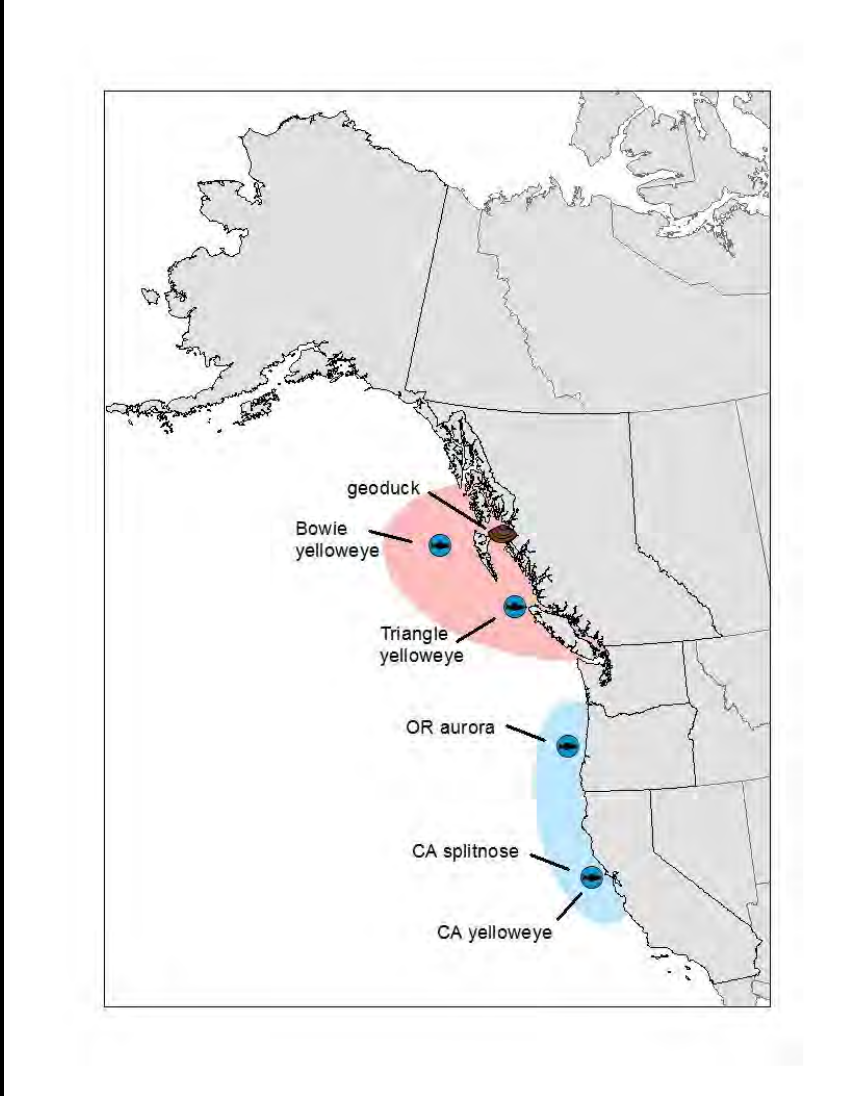 geoduck
Bowie
yelloweye
Triangle
yelloweye
OR aurora
CA splitnose
CA yelloweye